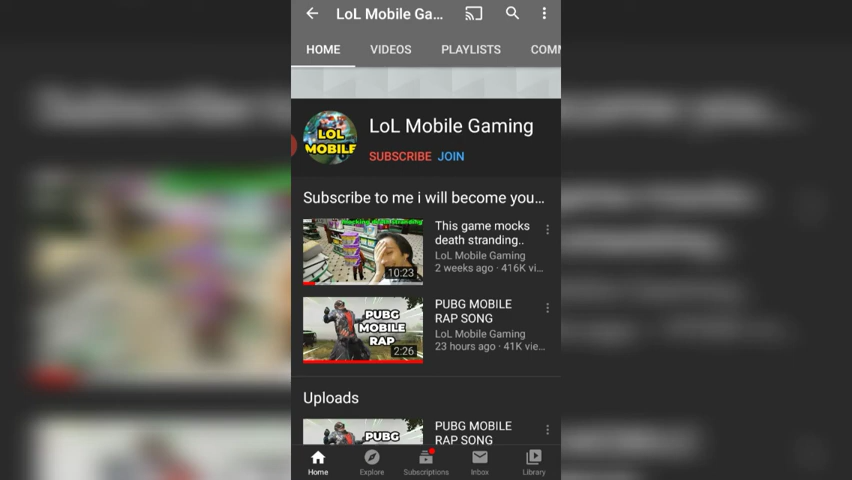 LoL Mobile Ga...
HOME VIDEOS PLAYLISTS COMM
LOL
MOBILE
LoL Mobile Gaming
SUBSCRIBE JOIN
Subscribe to me i will become you...
10:23
This game mocks
death stranding..
LoL Mobile Gaming
2 weeks ago · 416K vi...
PUBG
MOBILE
RAP
2:26
PUBG MOBILE
RAP SONG
LoL Mobile Gaming
23 hours ago · 41K vie...
Uploads
PUBG
PUBG MOBILE
RAP SONG
Home Explore Subscriptions Inbox Library